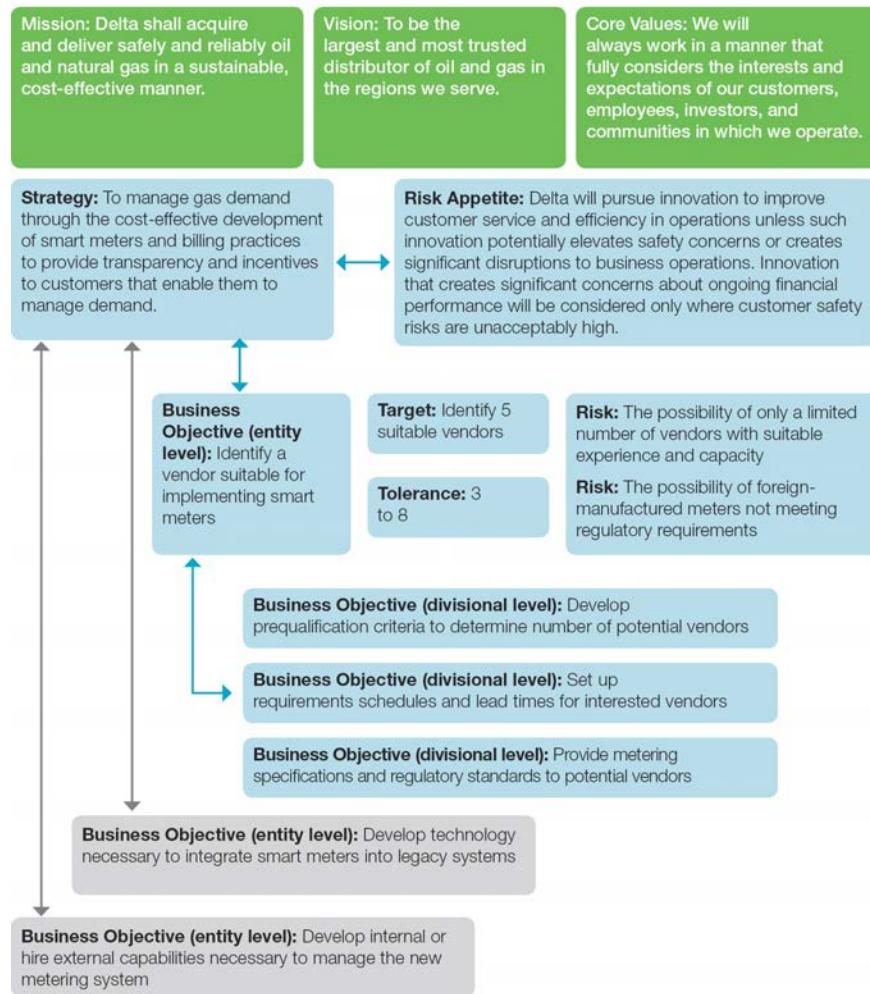 Mission: Delta shall acquire
and deliver safely and reliably oil
and natural gas in a sustainable,
cost-effective manner.
Vision: To be the
largest and most trusted
distributor of oil and gas in
the regions we serve.
Core Values: We will
always work in a manner that
fully considers the interests and
expectations of our customers,
employees, investors, and
communities in which we operate.
Strategy: To manage gas demand
through the cost-effective development
of smart meters and billing practices
to provide transparency and incentives
to customers that enable them to
manage demand.
Risk Appetite: Delta will pursue innovation to improve
customer service and efficiency in operations unless such
innovation potentially elevates safety concerns or creates
significant disruptions to business operations. Innovation
that creates significant concerns about ongoing financial
performance will be considered only where customer safety
risks are unacceptably high.
Business
Objective (entity
level): Identify a
vendor suitable for
implementing smart
meters
Target: Identify 5
suitable vendors
Tolerance: 3
to 8
Risk: The possibility of only a limited
number of vendors with suitable
experience and capacity
Risk: The possibility of foreign-
manufactured meters not meeting
regulatory requirements
Business Objective (divisional level): Develop
prequalification criteria to determine number of potential vendors
Business Objective (divisional level): Set up
requirements schedules and lead times for interested vendors
Business Objective (divisional level): Provide metering
specifications and regulatory standards to potential vendors
Business Objective (entity level): Develop technology
necessary to integrate smart meters into legacy systems
Business Objective (entity level): Develop internal or
hire external capabilities necessary to manage the new
metering system